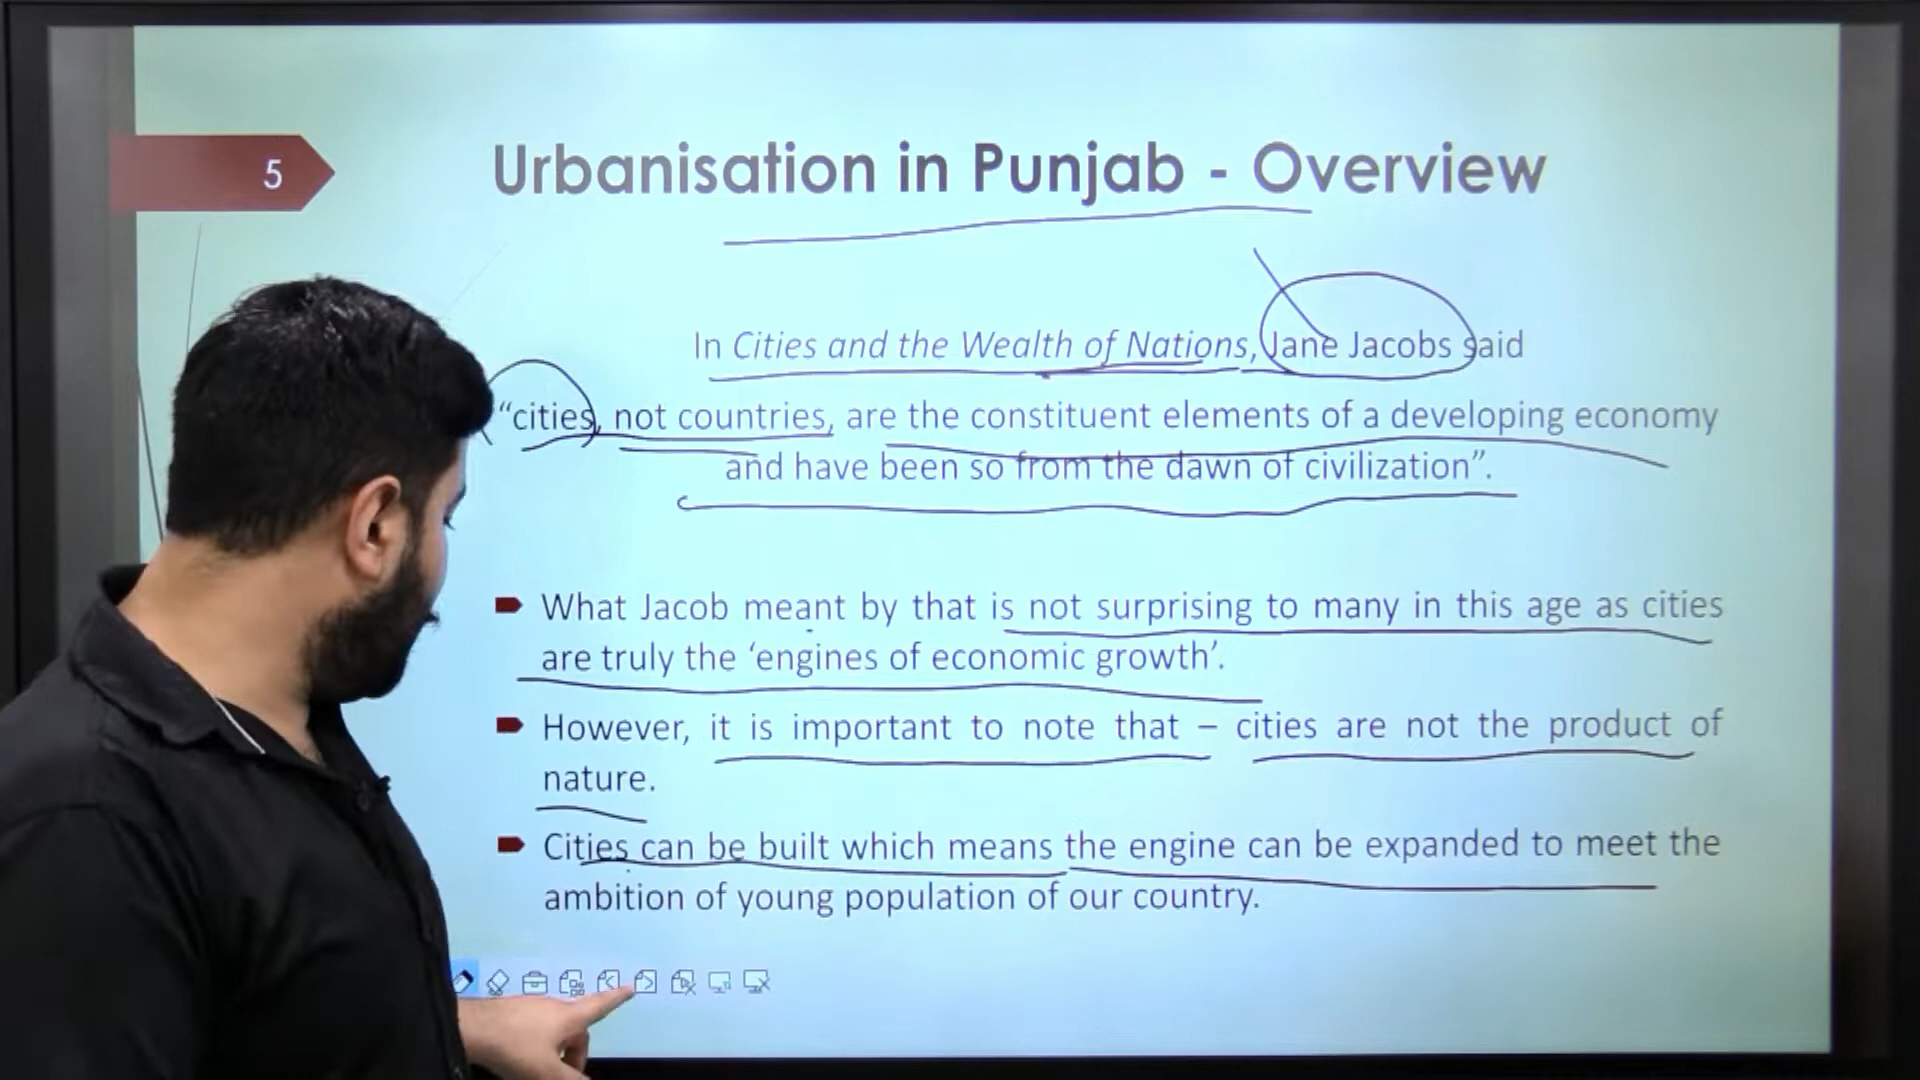 5
Urbanisation in Punjab - Overview
In Cities and the Wealth of Nations, Jane Jacobs said
“cities, not countries, are the constituent elements of a developing economy
and have been so from the dawn of civilization”.
What Jacob meant by that is not surprising to many in this age as cities
are truly the ‘engines of economic growth’.
However, it is important to note that – cities are not the product of
nature.
Cities can be built which means the engine can be expanded to meet the
ambition of young population of our country.